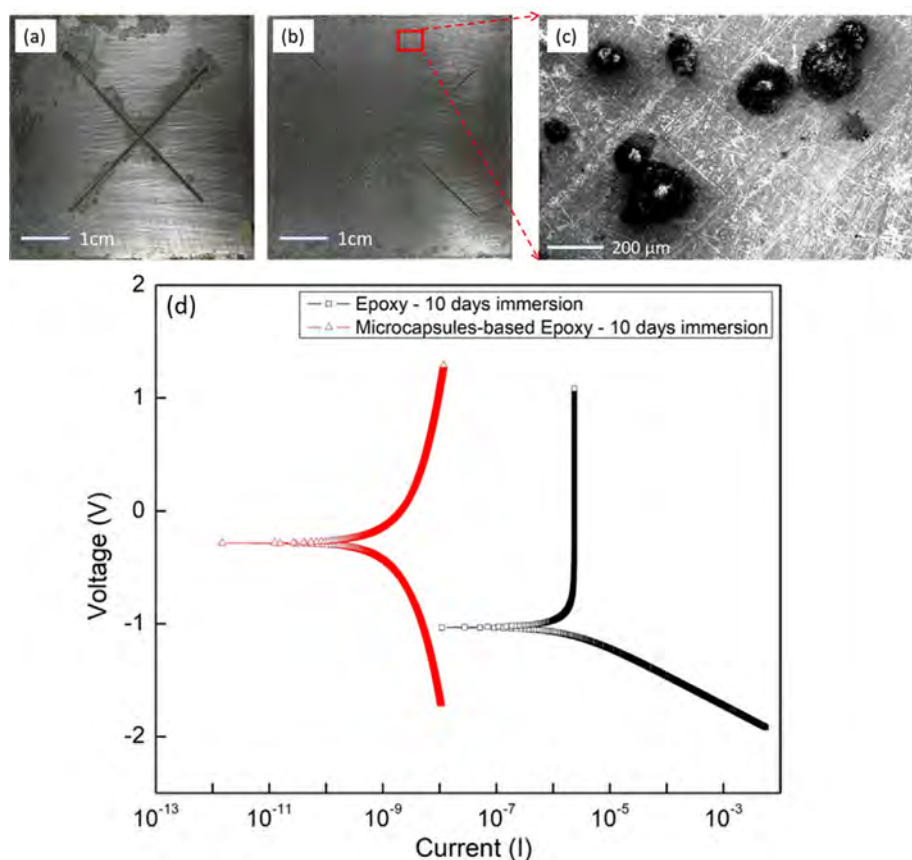 (a)
(b)
(c)
1cm
1cm
200 μm
(d)
Epoxy - 10 days immersion
Microcapsules-based Epoxy - 10 days immersion
2
1
0
-1
-2
Voltage (V)
10⁻¹³
10⁻¹¹
10⁻⁹
10⁻⁷
10⁻⁵
10⁻³
Current (I)